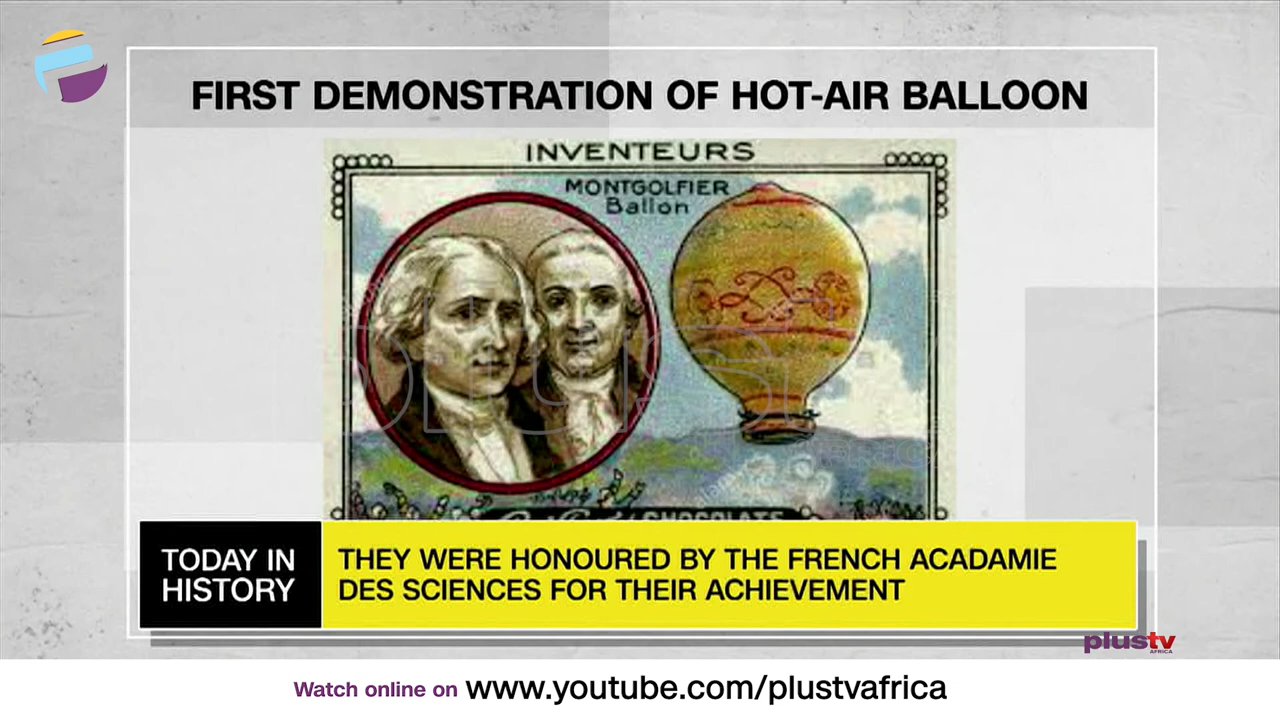 FIRST DEMONSTRATION OF HOT-AIR BALLOON
INVENTEURS
MONTGOLFIER
Ballon
plus
CHOCOLATE
TODAY IN
HISTORY
THEY WERE HONOURED BY THE FRENCH ACADAMIE
DES SCIENCES FOR THEIR ACHIEVEMENT
plustv
AFRICA
Watch online on www.youtube.com/plustvafrica